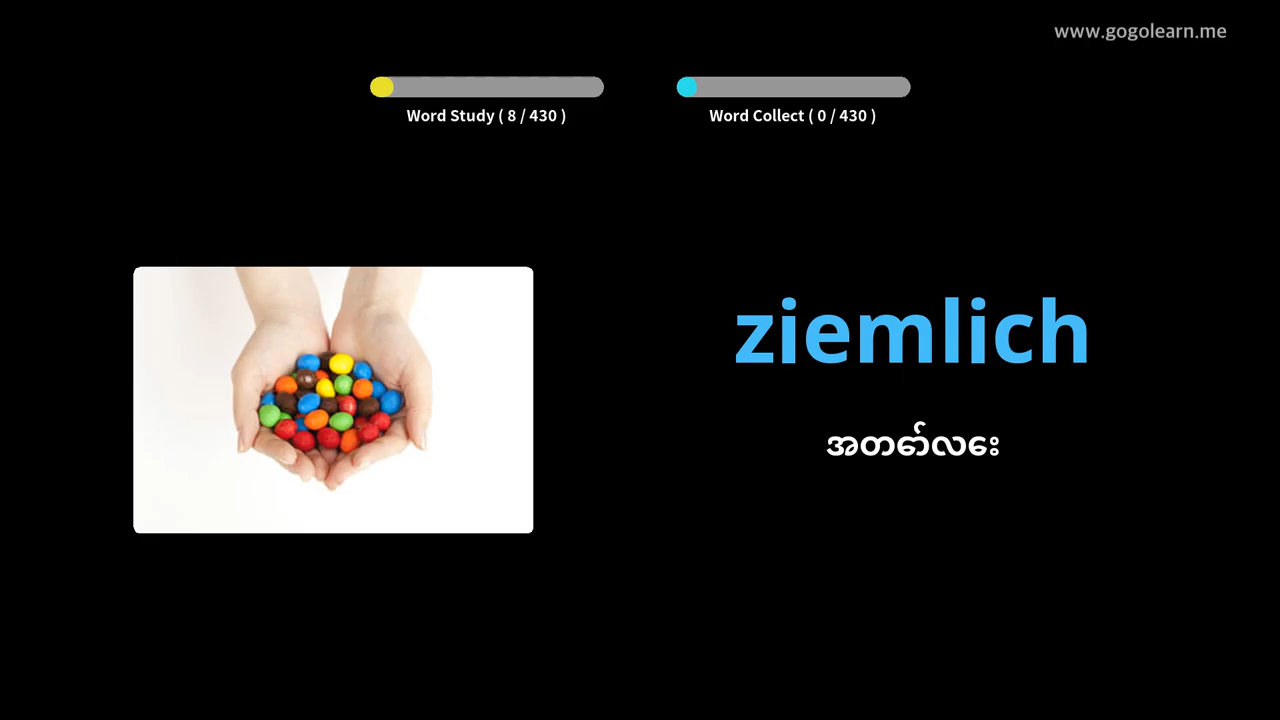 www.gogolearn.me
Word Study ( 8 / 430 )
Word Collect ( 0 / 430 )
ziemlich
အတော်လေး